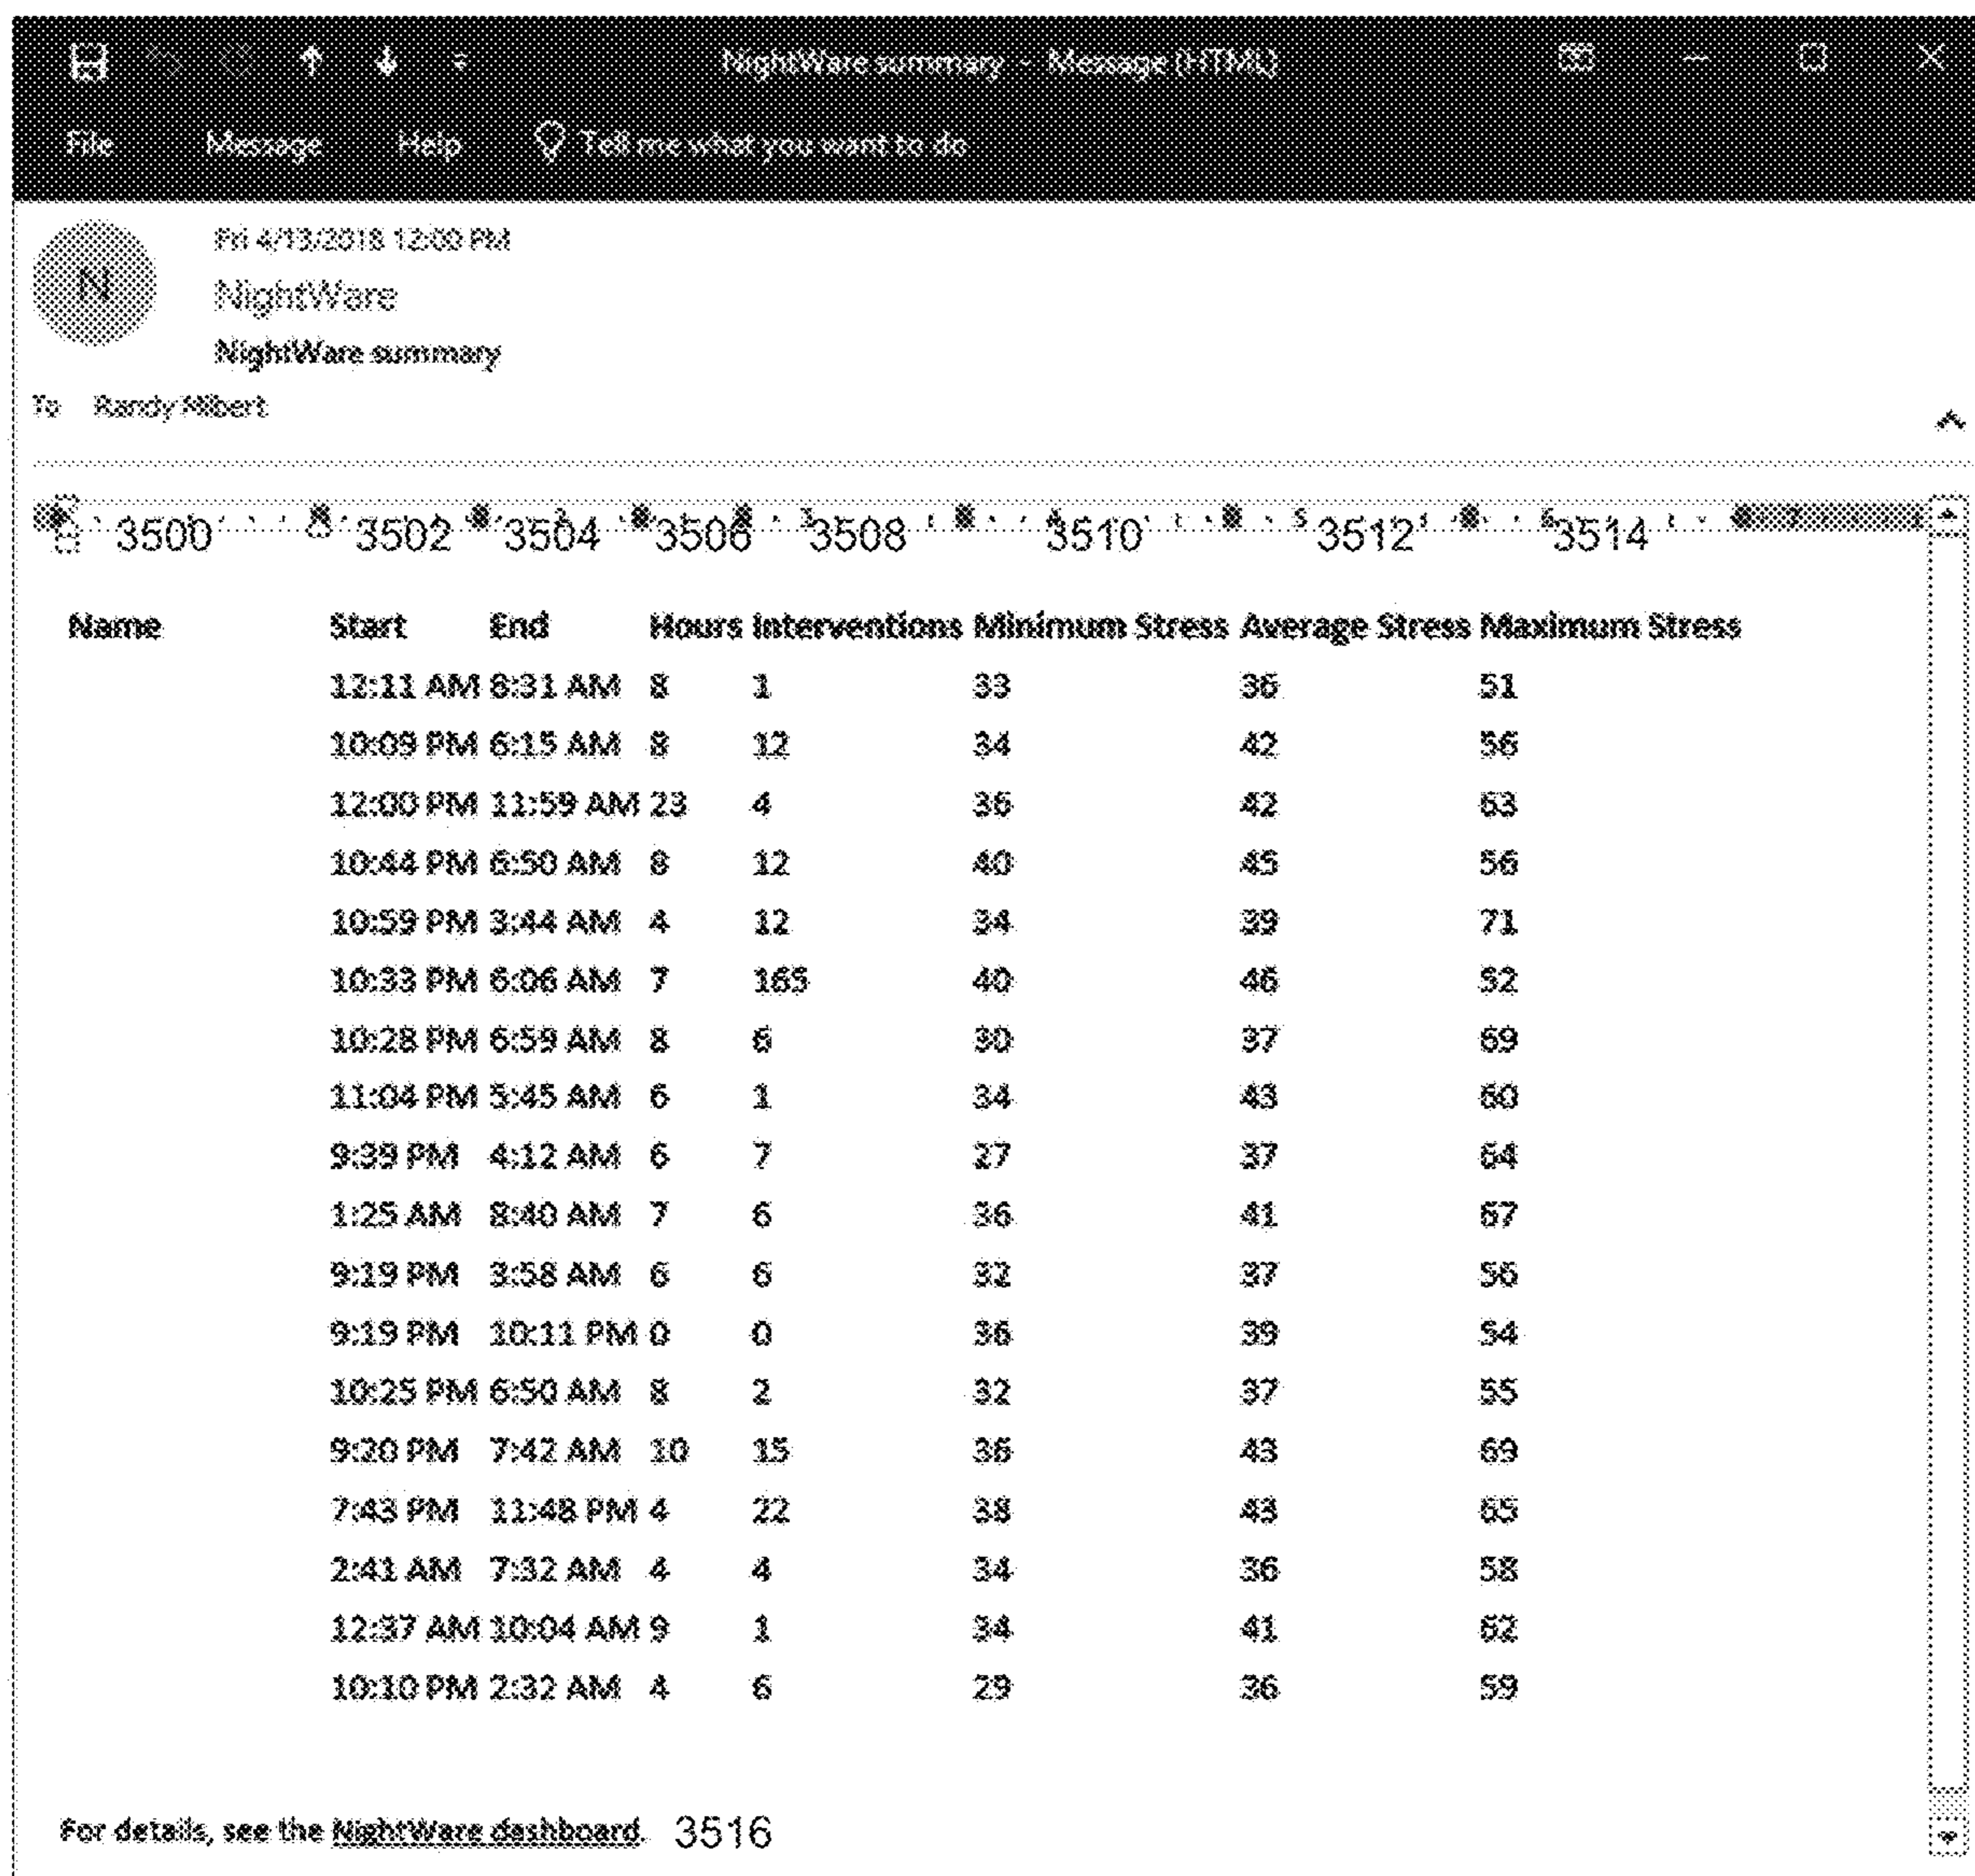 NightWare summary - Message (HTML)
File Message Help Tell me what you want to do
N
Fri 4/13/2018 12:00 PM
NightWare
NightWare summary
To Randy
3500 3502 3504 3506 3508 3510 3512 3514
Name Start End Hours Interventions Minimum Stress Average Stress Maximum Stress
12:11 AM 8:31 AM 8 1 33 36 51
10:09 PM 6:15 AM 8 12 34 42 56
12:00 PM 11:59 AM 23 4 36 42 63
10:44 PM 6:50 AM 8 12 40 45 56
10:59 PM 3:44 AM 4 12 34 39 71
10:33 PM 6:06 AM 7 165 40 46 52
10:28 PM 6:59 AM 8 6 30 37 69
11:04 PM 5:45 AM 6 1 34 43 60
9:39 PM 4:12 AM 6 7 27 37 64
1:25 AM 8:40 AM 7 6 36 41 67
9:19 PM 3:58 AM 6 6 32 37 56
9:19 PM 10:11 PM 0 0 36 39 54
10:25 PM 6:50 AM 8 2 32 37 55
9:20 PM 7:42 AM 10 15 36 43 69
7:43 PM 11:48 PM 4 22 38 43 65
2:41 AM 7:32 AM 4 4 34 36 58
12:37 AM 10:04 AM 9 1 34 41 62
10:10 PM 2:32 AM 4 6 29 36 59
For details, see the NightWare dashboard. 3516